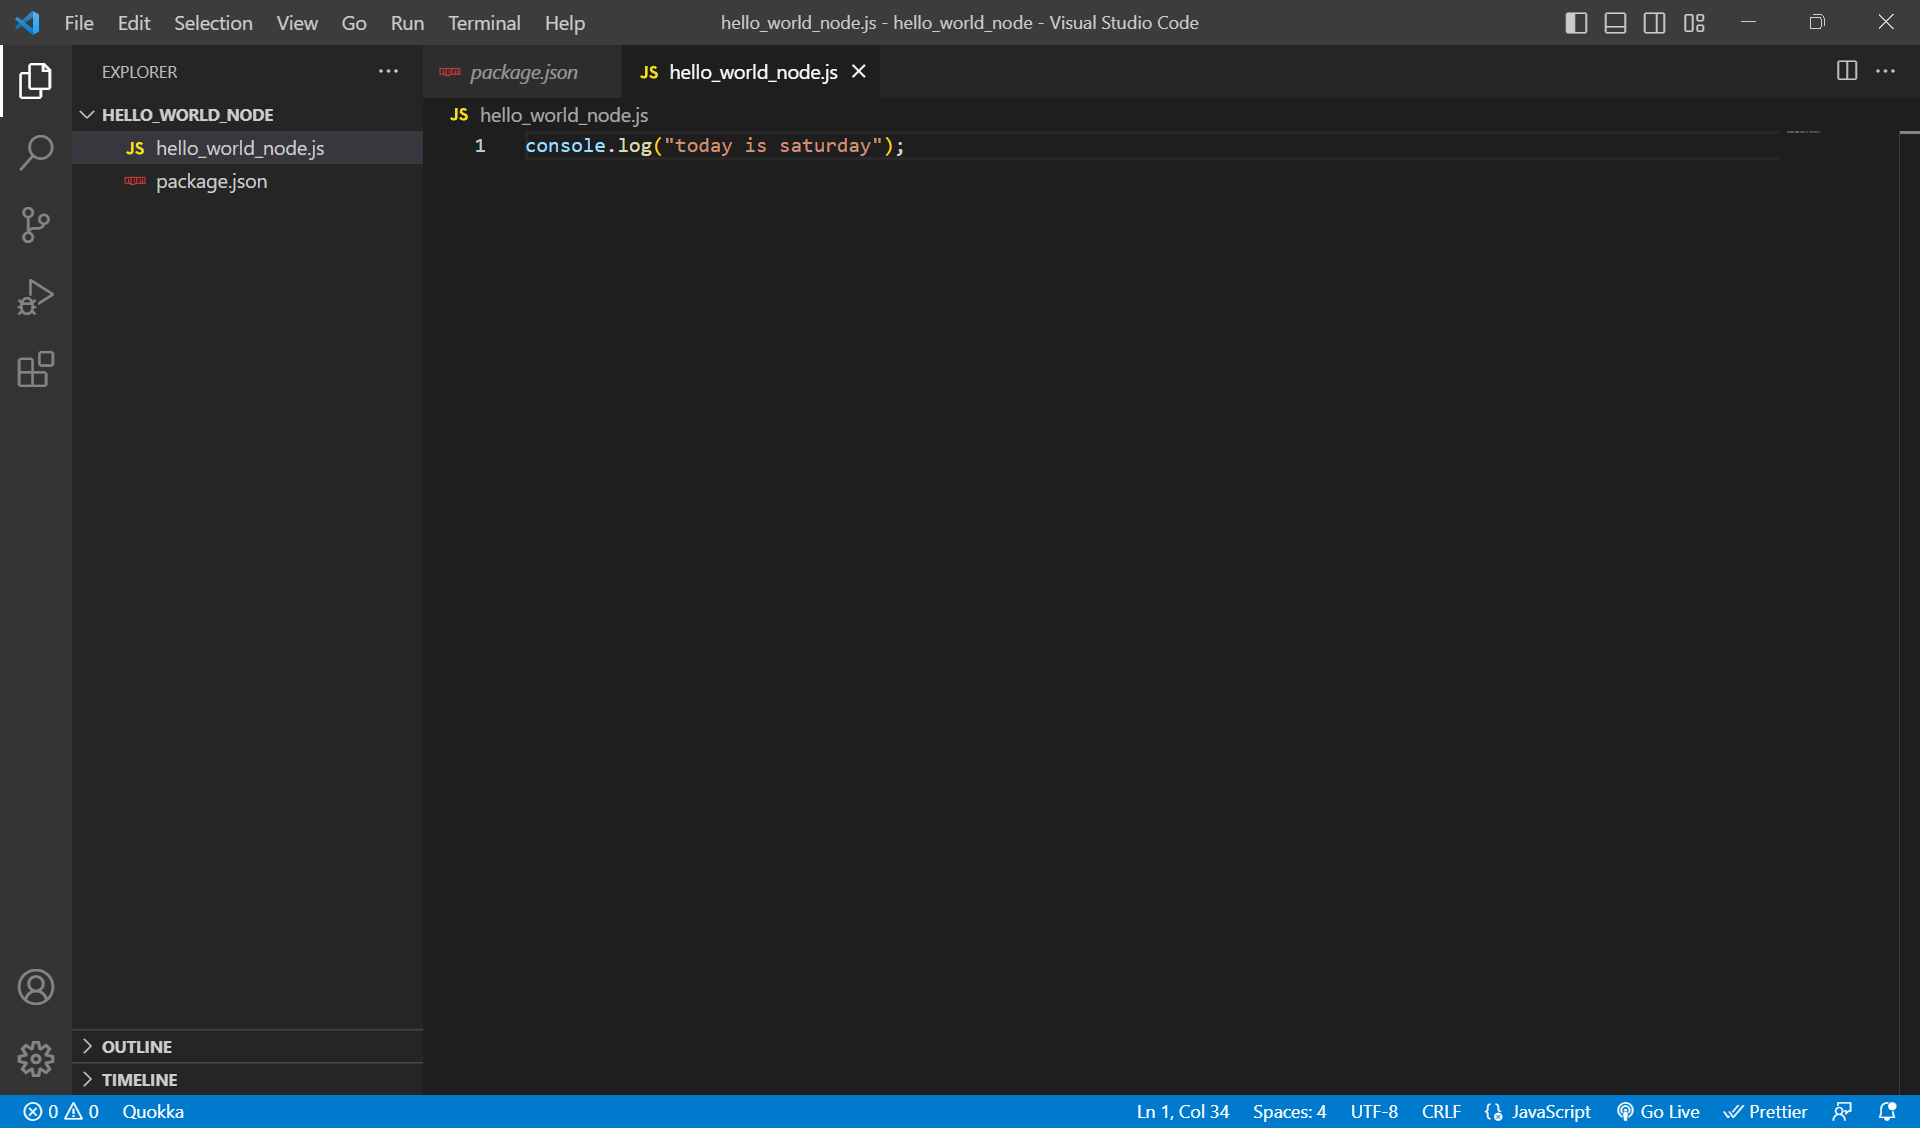 File Edit Selection View Go Run Terminal Help hello_world_node.js - hello_world_node - Visual Studio Code
EXPLORER
package.json hello_world_node.js
HELLO_WORLD_NODE
JS hello_world_node.js
JS hello_world_node.js
package.json
JS hello_world_node.js
1 console.log("today is saturday");
OUTLINE
TIMELINE
0 0 Quokka Ln 1, Col 34 Spaces: 4 UTF-8 CRLF JavaScript Go Live Prettier